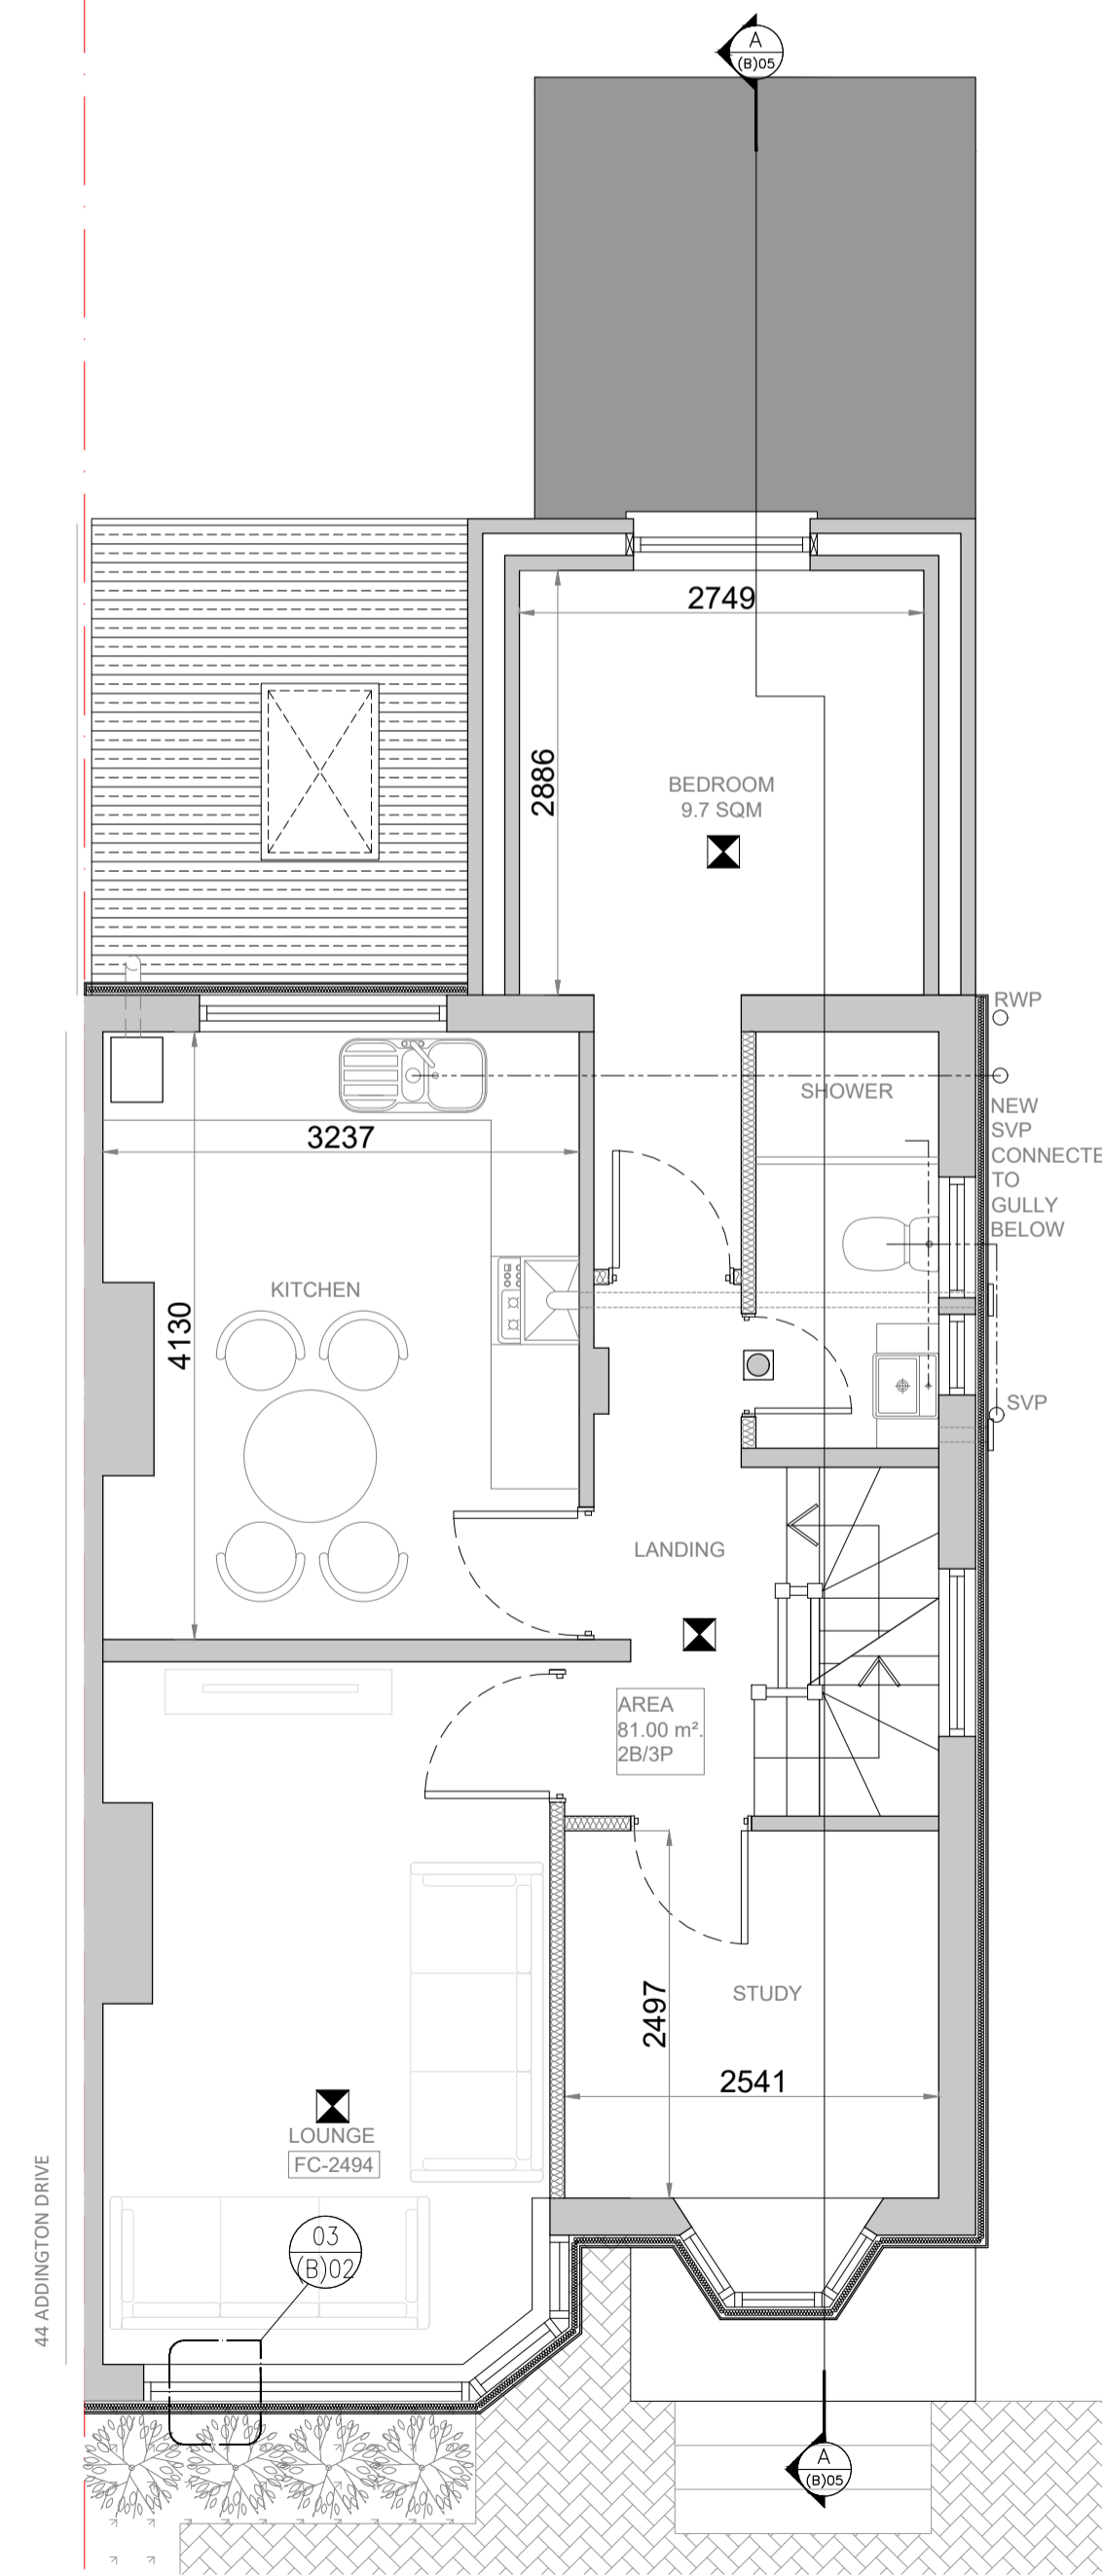 A
(B)05
2749
2886
BEDROOM
9.7 SQM
RWP
SHOWER
NEW
SVP
CONNECTE
TO
GULLY
BELOW
3237
KITCHEN
4130
SVP
LANDING
AREA
81.00 m².
2B/3P
STUDY
2497
2541
LOUNGE
FC-2494
44 ADDINGTON DRIVE
03
(B)02
A
(B)05